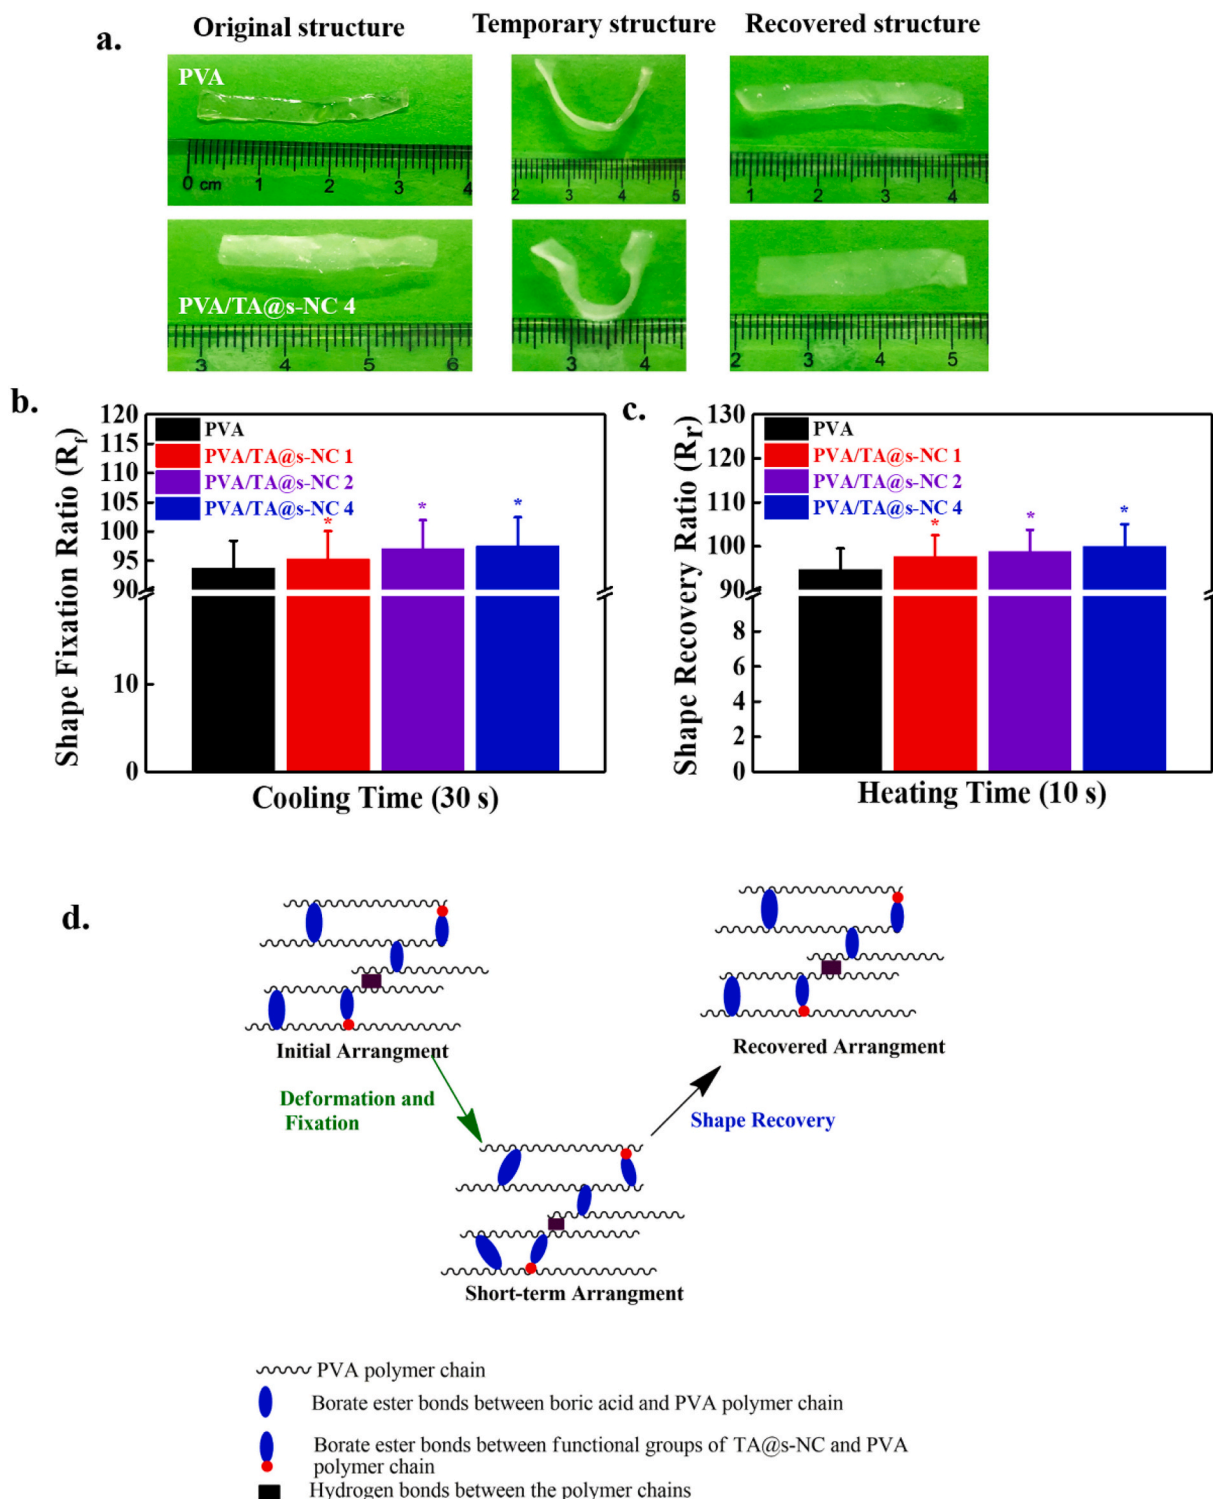 a.
Original structure
Temporary structure
Recovered structure
PVA
0 cm 1 2 3 4
2 3 4 5
1 2 3 4
PVA/TA@s-NC 4
3 4 5 6
3 4
2 3 4 5
b.
Shape Fixation Ratio (Rf)
120
115
110
105
100
95
90
10
0
PVA
PVA/TA@s-NC 1
PVA/TA@s-NC 2
PVA/TA@s-NC 4
* * *
Cooling Time (30 s)
c.
Shape Recovery Ratio (Rr)
130
120
110
100
90
8
6
4
2
0
PVA
PVA/TA@s-NC 1
PVA/TA@s-NC 2
PVA/TA@s-NC 4
* * *
Heating Time (10 s)
d.
Initial Arrangment
Recovered Arrangment
Deformation and
Fixation
Shape Recovery
Short-term Arrangment
PVA polymer chain
Borate ester bonds between boric acid and PVA polymer chain
Borate ester bonds between functional groups of TA@s-NC and PVA
polymer chain
Hydrogen bonds between the polymer chains